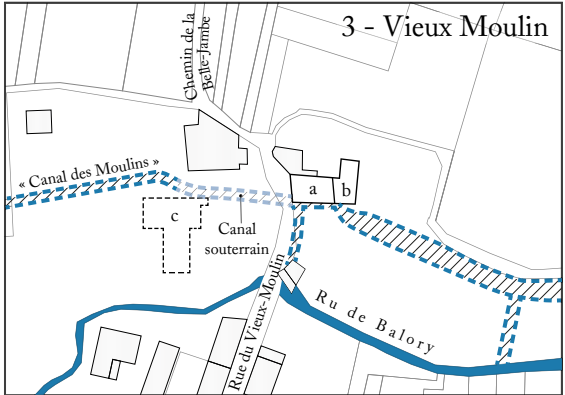 3 - Vieux Moulin
Chemin de la
Belle-Jambe
« Canal des Moulins »
a
b
c
Canal
souterrain
Rue du Vieux-Moulin
Ru de Balory